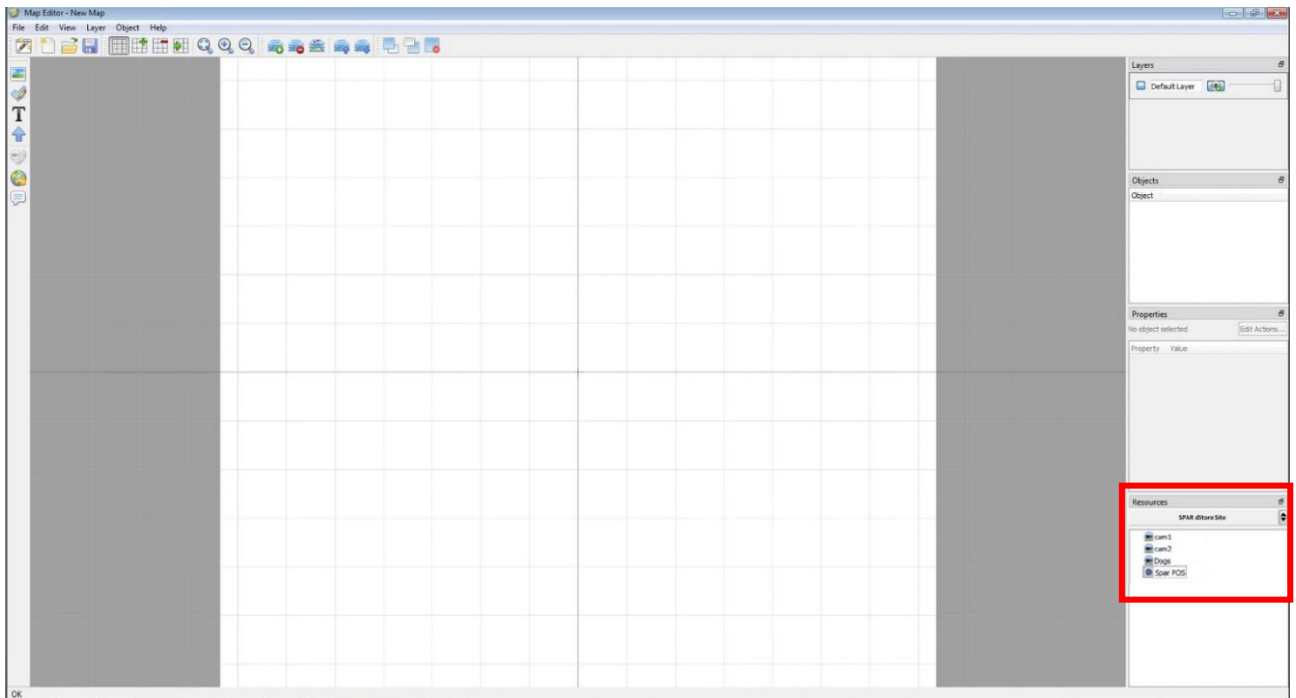 Map Editor - New Map
File Edit View Layer Object Help
T
Layers
Default Layer
Objects
Object
Properties
No object selected Edit Actions...
Property Value
Resources
SPAR dStore Site
cam1
cam2
Dogs
Spar POS
OK